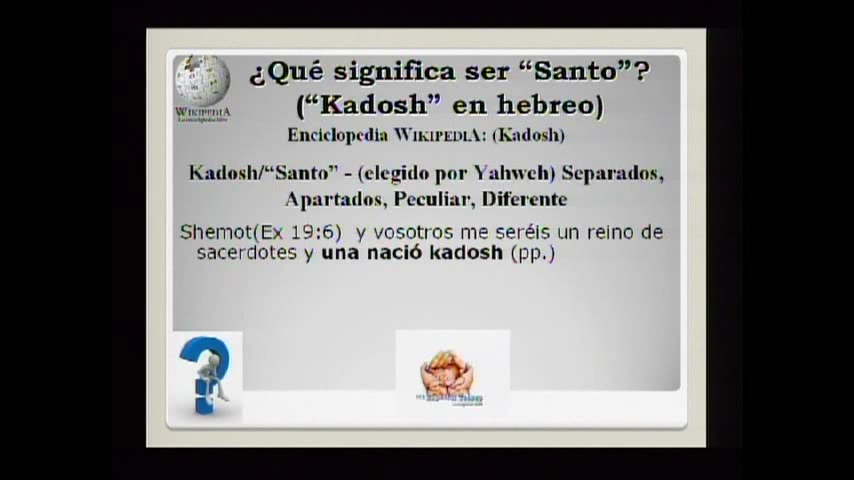 ¿Qué significa ser “Santo”?
(“Kadosh” en hebreo)
WIKIPEDIA
Enciclopedia WIKIPEDIA: (Kadosh)
Kadosh/“Santo” - (elegido por Yahweh) Separados,
Apartados, Peculiar, Diferente
Shemot(Ex 19:6) y vosotros me seréis un reino de
sacerdotes y una nació kadosh (pp.)